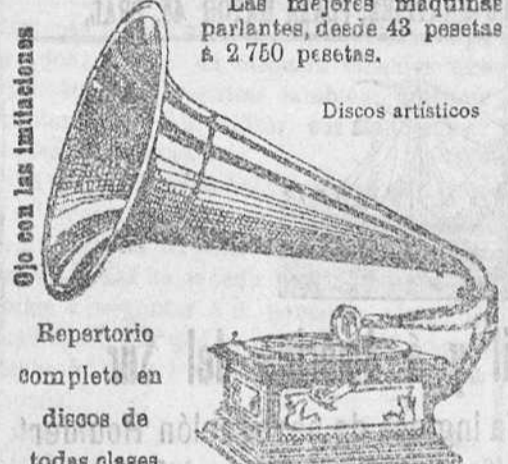 Las mejores máquinas
parlantes, desde 43 pesetas
á 2 750 pesetas.
Discos artísticos
Ojo con las imitaciones
Repertorio
completo en
discos de
todas clases